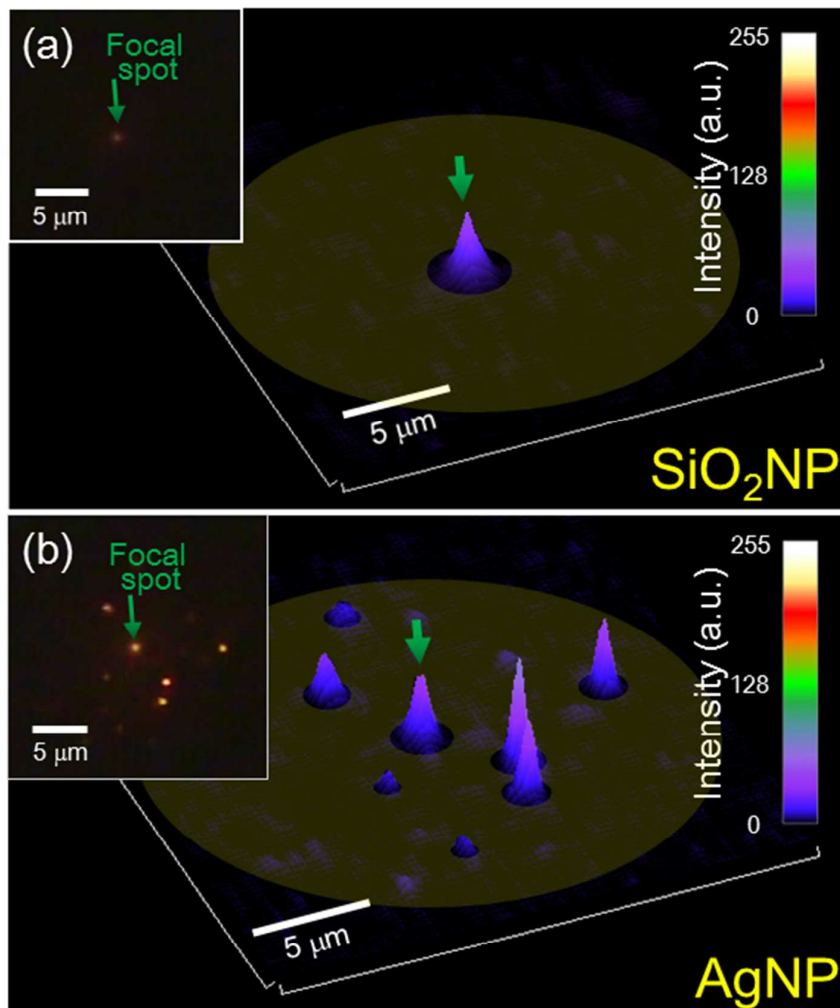 (a)
Focal
spot
5 μm
255
128
0
Intensity (a.u.)
5 μm
SiO₂NP
(b)
Focal
spot
5 μm
255
128
0
Intensity (a.u.)
5 μm
AgNP